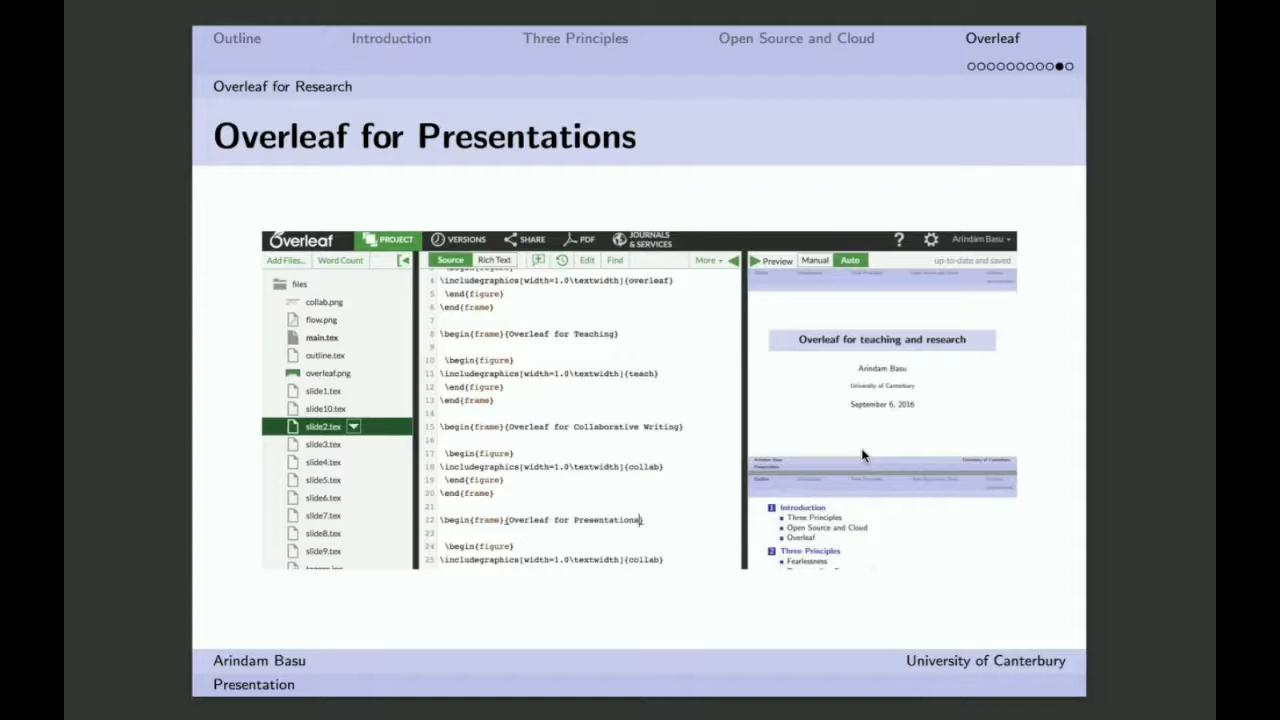 Outline Introduction Three Principles Open Source and Cloud Overleaf
Overleaf for Research
Overleaf for Presentations
Overleaf PROJECT VERSIONS SHARE PDF JOURNALS & SERVICES ? Arindam Basu
Add Files... Word Count Source Rich Text Edit Find More Preview Manual Auto up-to-date and saved
files
collab.png
flow.png
main.tex
outline.tex
overleaf.png
slide1.tex
slide10.tex
slide2.tex
slide3.tex
slide4.tex
slide5.tex
slide6.tex
slide7.tex
slide8.tex
slide9.tex
4 \includegraphics[width=1.0\textwidth]{overleaf}
5 \end{figure}
6 \end{frame}
7
8 \begin{frame}{Overleaf for Teaching}
9
10 \begin{figure}
11 \includegraphics[width=1.0\textwidth]{teach}
12 \end{figure}
13 \end{frame}
14
15 \begin{frame}{Overleaf for Collaborative Writing}
16
17 \begin{figure}
18 \includegraphics[width=1.0\textwidth]{collab}
19 \end{figure}
20 \end{frame}
21
22 \begin{frame}{Overleaf for Presentations}
23
24 \begin{figure}
25 \includegraphics[width=1.0\textwidth]{collab}
Overleaf for teaching and research
Arindam Basu
University of Canterbury
September 6, 2016
Arindam Basu University of Canterbury
Presentation
1 Introduction
Three Principles
Open Source and Cloud
Overleaf
2 Three Principles
Fearlessness
Arindam Basu University of Canterbury
Presentation